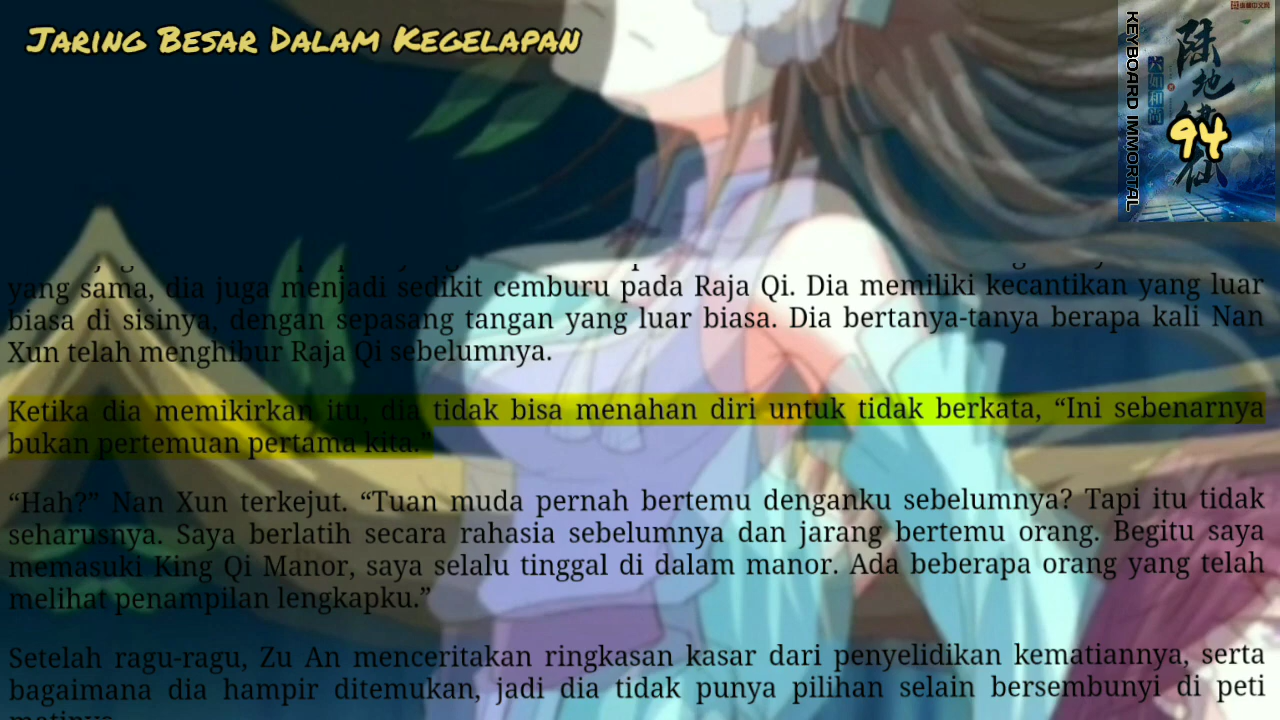 Jaring Besar Dalam Kegelapan
KEYBOARD IMMORTAL
陆地键仙
94
yang sama, dia juga menjadi sedikit cemburu pada Raja Qi. Dia memiliki kecantikan yang luar
biasa di sisinya, dengan sepasang tangan yang luar biasa. Dia bertanya-tanya berapa kali Nan
Xun telah menghibur Raja Qi sebelumnya.
Ketika dia memikirkan itu, dia tidak bisa menahan diri untuk tidak berkata, “Ini sebenarnya
bukan pertemuan pertama kita.”
“Hah?” Nan Xun terkejut. “Tuan muda pernah bertemu denganku sebelumnya? Tapi itu tidak
seharusnya. Saya berlatih secara rahasia sebelumnya dan jarang bertemu orang. Begitu saya
memasuki King Qi Manor, saya selalu tinggal di dalam manor. Ada beberapa orang yang telah
melihat penampilan lengkapku.”
Setelah ragu-ragu, Zu An menceritakan ringkasan kasar dari penyelidikan kematiannya, serta
bagaimana dia hampir ditemukan, jadi dia tidak punya pilihan selain bersembunyi di peti